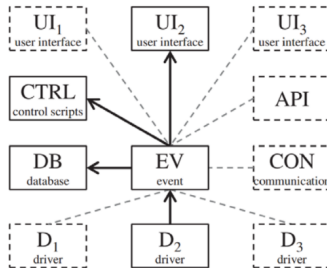 UI₁ UI₂ UI₃
user interface user interface user interface
CTRL
control scripts
API
DB EV CON
database event communication
D₁ D₂ D₃
driver driver driver